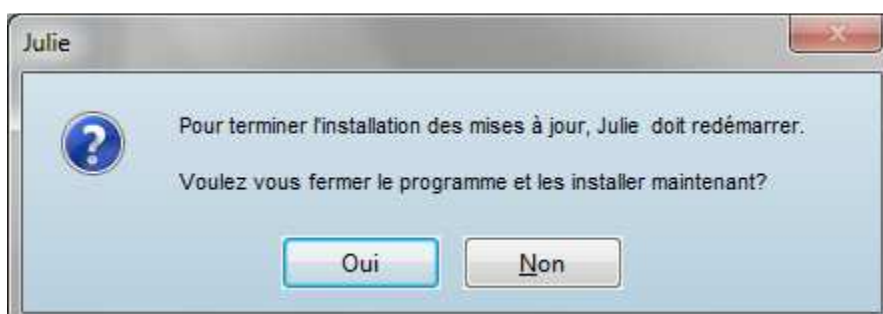 Julie
Pour terminer l'installation des mises à jour, Julie  doit redémarrer.
Voulez vous fermer le programme et les installer maintenant?
Oui Non